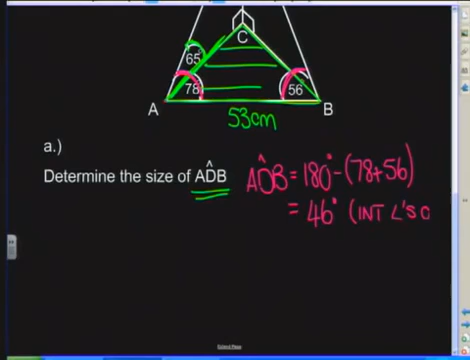 C
65
78
56
A
B
53cm
a.)
Determine the size of AD̂B
AD̂B = 180° - (78+56)
= 46° (INT ∠'S O